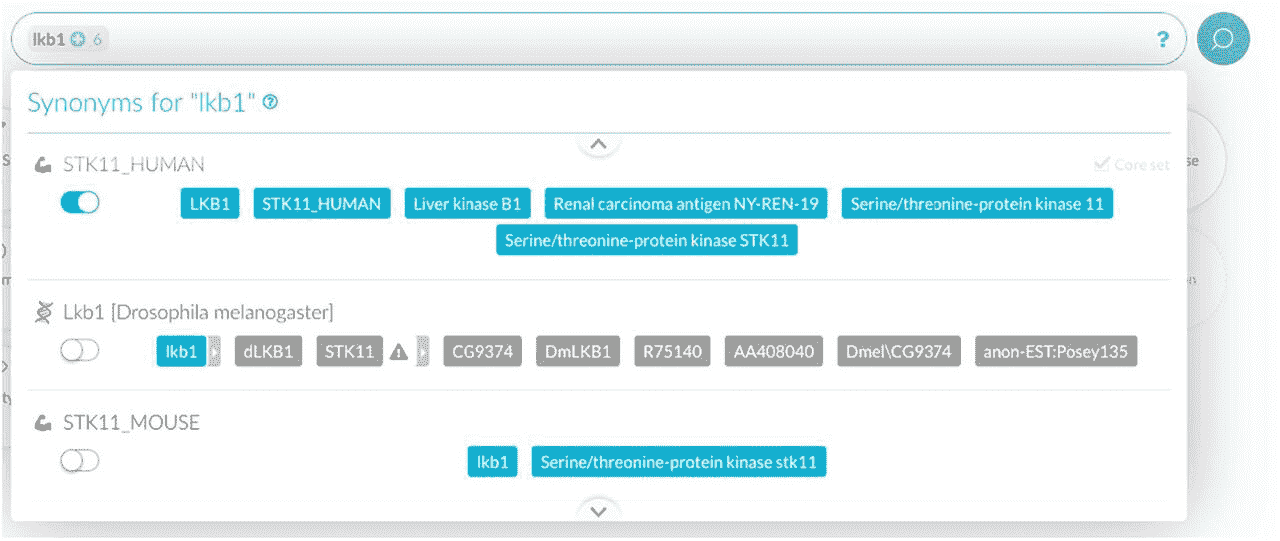 lkb1 6 ?
Synonyms for "lkb1" ?
STK11_HUMAN Core set
LKB1 STK11_HUMAN Liver kinase B1 Renal carcinoma antigen NY-REN-19 Serine/threonine-protein kinase 11
Serine/threonine-protein kinase STK11
Lkb1 [Drosophila melanogaster]
lkb1 dLKB1 STK11 CG9374 DmLKB1 R75140 AA408040 Dmel\CG9374 anon-EST:Posey135
STK11_MOUSE
lkb1 Serine/threonine-protein kinase stk11